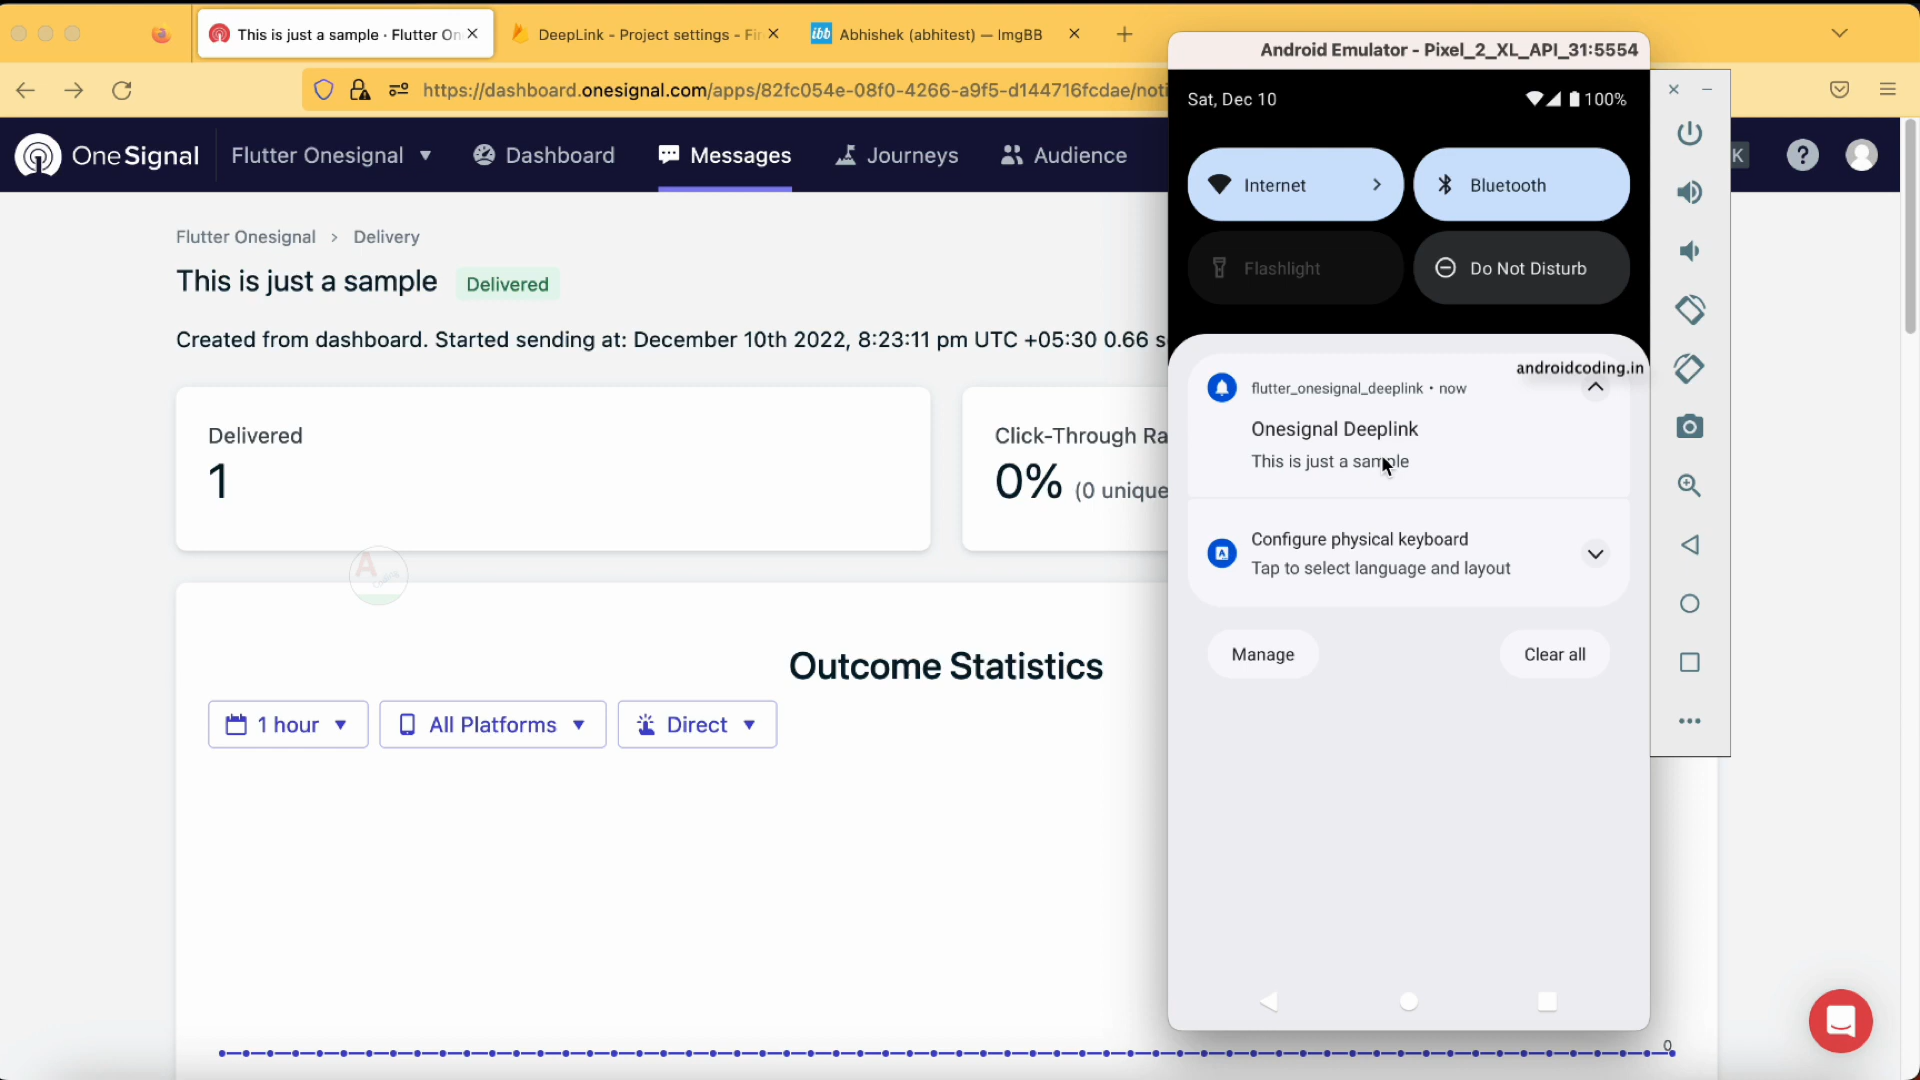 This is just a sample · Flutter On
DeepLink - Project settings - Fir
ibb Abhishek (abhitest) — ImgBB
https://dashboard.onesignal.com/apps/82fc054e-08f0-4266-a9f5-d144716fcdae/noti
OneSignal
Flutter Onesignal
Dashboard
Messages
Journeys
Audience
K
?
Flutter Onesignal > Delivery
This is just a sample
Delivered
Created from dashboard. Started sending at: December 10th 2022, 8:23:11 pm UTC +05:30 0.66 s
Delivered
1
Click-Through Ra
0% (0 unique
Outcome Statistics
1 hour
All Platforms
Direct
0
Android Emulator - Pixel_2_XL_API_31:5554
Sat, Dec 10
100%
Internet
Bluetooth
Flashlight
Do Not Disturb
androidcoding.in
flutter_onesignal_deeplink • now
Onesignal Deeplink
This is just a sample
Configure physical keyboard
Tap to select language and layout
Manage
Clear all